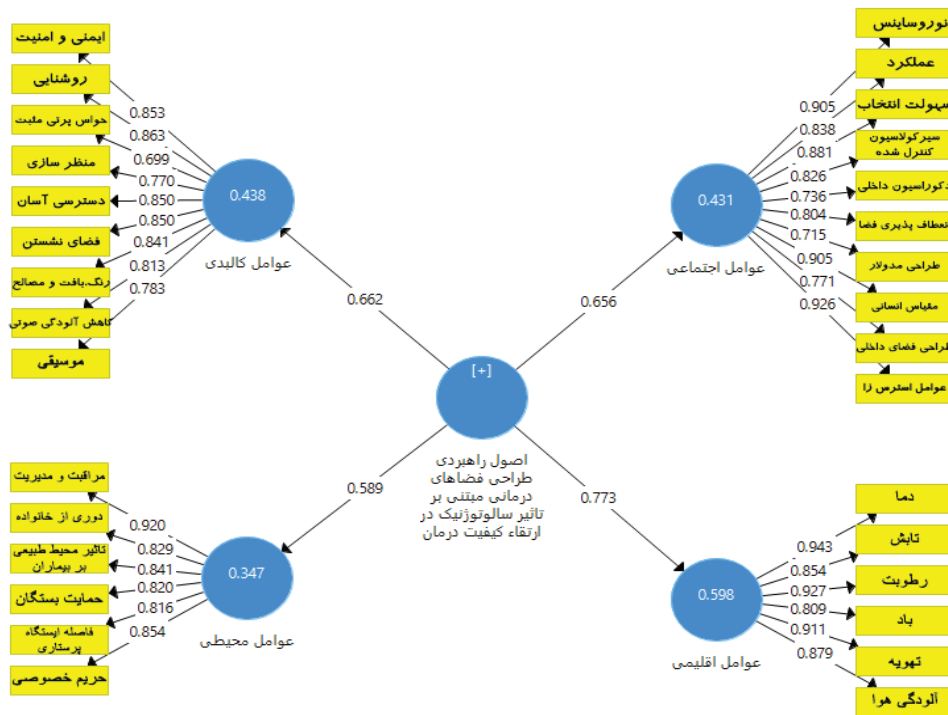 ایمنی و امنیت
روشنایی
حواس پرتی مثبت
منظر سازی
دسترسی آسان
فضای نشستن
رنگ،بافت و مصالح
کاهش آلودگی صوتی
موسیقی
0.853
0.863
0.699
0.770
0.850
0.850
0.841
0.813
0.783
0.438
عوامل کالبدی
0.662
نوروساینس
عملکرد
سهولت انتخاب
سیرکولاسیون
کنترل شده
دکوراسیون داخلی
انعطاف پذیری فضا
طراحی مدولار
مقیاس انسانی
طراحی فضای داخلی
عوامل استرس زا
0.905
0.838
0.881
0.826
0.736
0.804
0.715
0.905
0.771
0.926
0.431
عوامل اجتماعی
0.656
[+]
اصول راهبردی
طراحی فضاهای
درمانی مبتنی بر
تاثیر سالوتوژنیک در
ارتقاء کیفیت درمان
0.589
0.773
مراقبت و مدیریت
دوری از خانواده
تاثیر محیط طبیعی
بر بیماران
حمایت بستگان
فاصله ایستگاه
پرستاری
حریم خصوصی
0.920
0.829
0.841
0.820
0.816
0.854
0.347
عوامل محیطی
دما
تابش
رطوبت
باد
تهویه
آلودگی هوا
0.943
0.854
0.927
0.809
0.911
0.879
0.598
عوامل اقلیمی